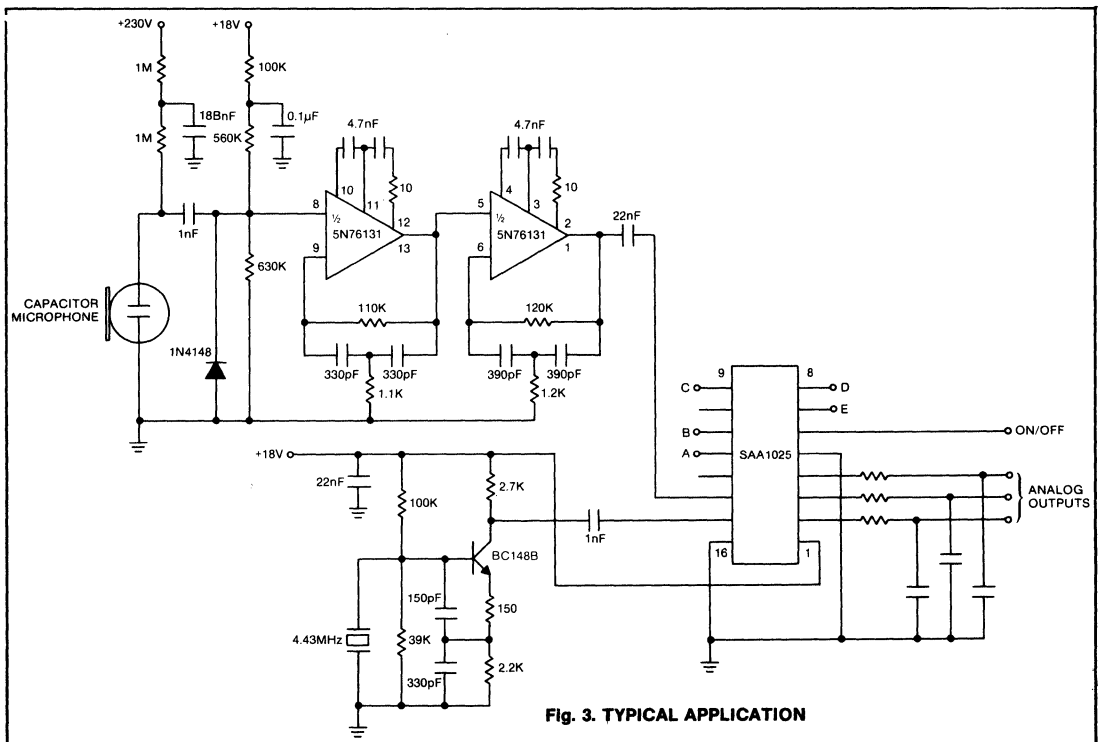 +230V
+18V
1M
100K
18BnF
0.1µF
1M
560K
4.7nF
4.7nF
10
10
10
11
12
4
3
2
8
½
5N76131
13
9
5
½
5N76131
1
6
22nF
1nF
630K
CAPACITOR
MICROPHONE
1N4148
110K
120K
330pF
330pF
390pF
390pF
1.1K
1.2K
9
8
C
D
E
B
ON/OFF
A
SAA1025
ANALOG
OUTPUTS
16
1
+18V
22nF
100K
2.7K
1nF
BC148B
150pF
150
4.43MHz
39K
330pF
2.2K
Fig. 3. TYPICAL APPLICATION